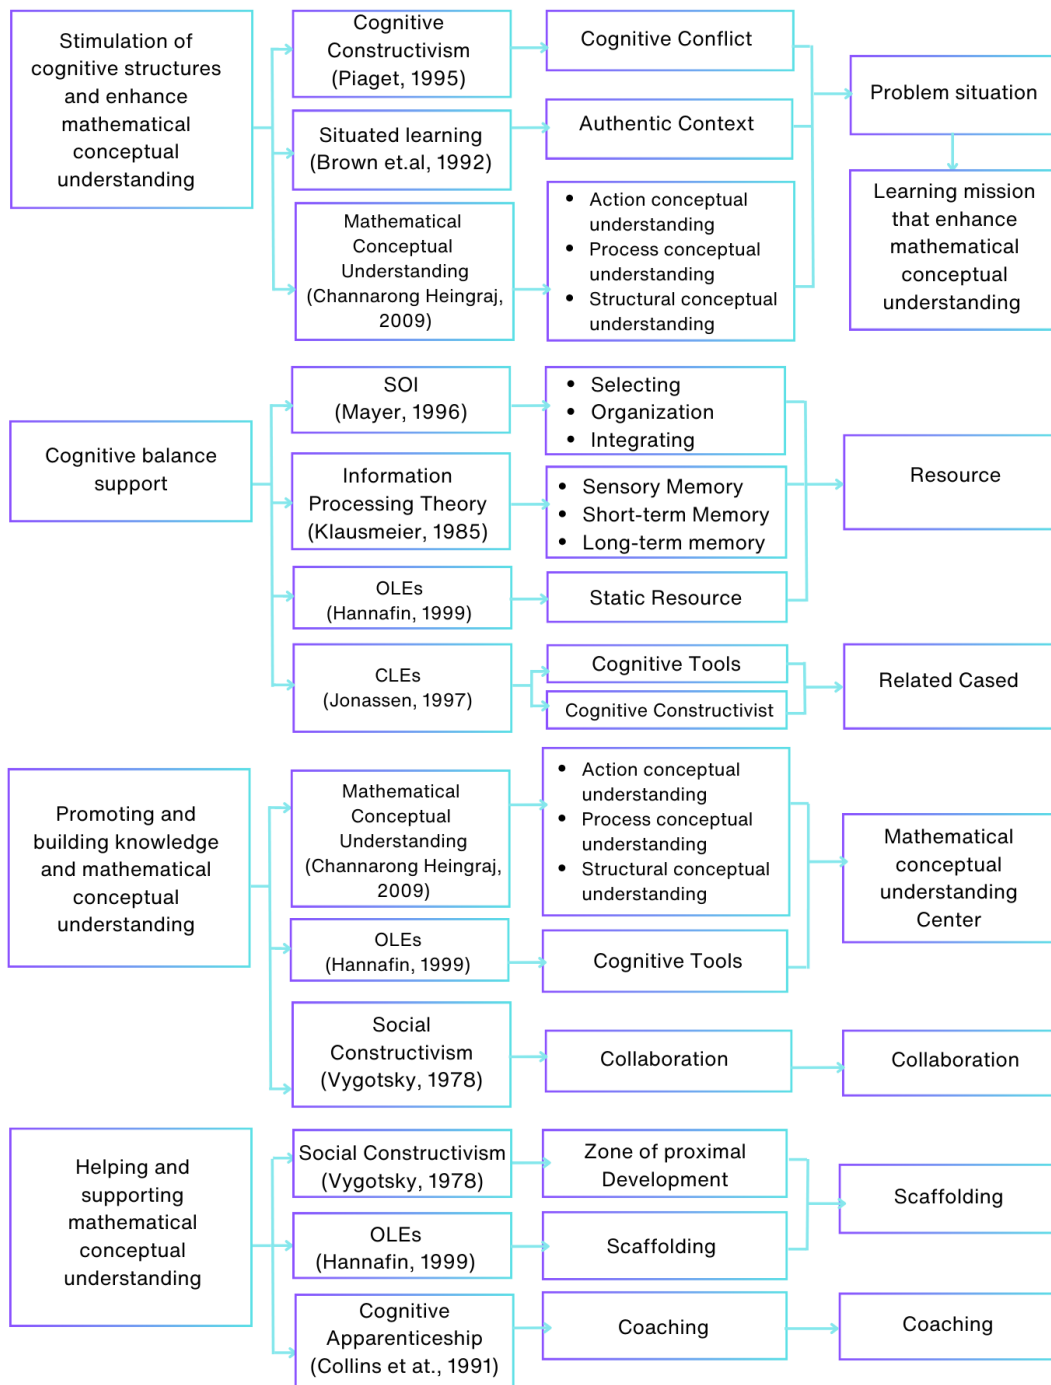 Stimulation of
cognitive structures
and enhance
mathematical
conceptual
understanding
Cognitive
Constructivism
(Piaget, 1995)
Cognitive Conflict
Situated learning
(Brown et.al, 1992)
Authentic Context
Mathematical
Conceptual
Understanding
(Channarong Heingraj,
2009)
• Action conceptual
understanding
• Process conceptual
understanding
• Structural conceptual
understanding
Problem situation
Learning mission
that enhance
mathematical
conceptual
understanding
Cognitive balance
support
SOI
(Mayer, 1996)
• Selecting
• Organization
• Integrating
Information
Processing Theory
(Klausmeier, 1985)
• Sensory Memory
• Short-term Memory
• Long-term memory
OLEs
(Hannafin, 1999)
Static Resource
Resource
CLEs
(Jonassen, 1997)
Cognitive Tools
Cognitive Constructivist
Related Cased
Promoting and
building knowledge
and mathematical
conceptual
understanding
Mathematical
Conceptual
Understanding
(Channarong Heingraj,
2009)
• Action conceptual
understanding
• Process conceptual
understanding
• Structural conceptual
understanding
OLEs
(Hannafin, 1999)
Cognitive Tools
Mathematical
conceptual
understanding
Center
Social
Constructivism
(Vygotsky, 1978)
Collaboration
Collaboration
Helping and
supporting
mathematical
conceptual
understanding
Social Constructivism
(Vygotsky, 1978)
Zone of proximal
Development
OLEs
(Hannafin, 1999)
Scaffolding
Scaffolding
Cognitive
Apparenticeship
(Collins et at., 1991)
Coaching
Coaching